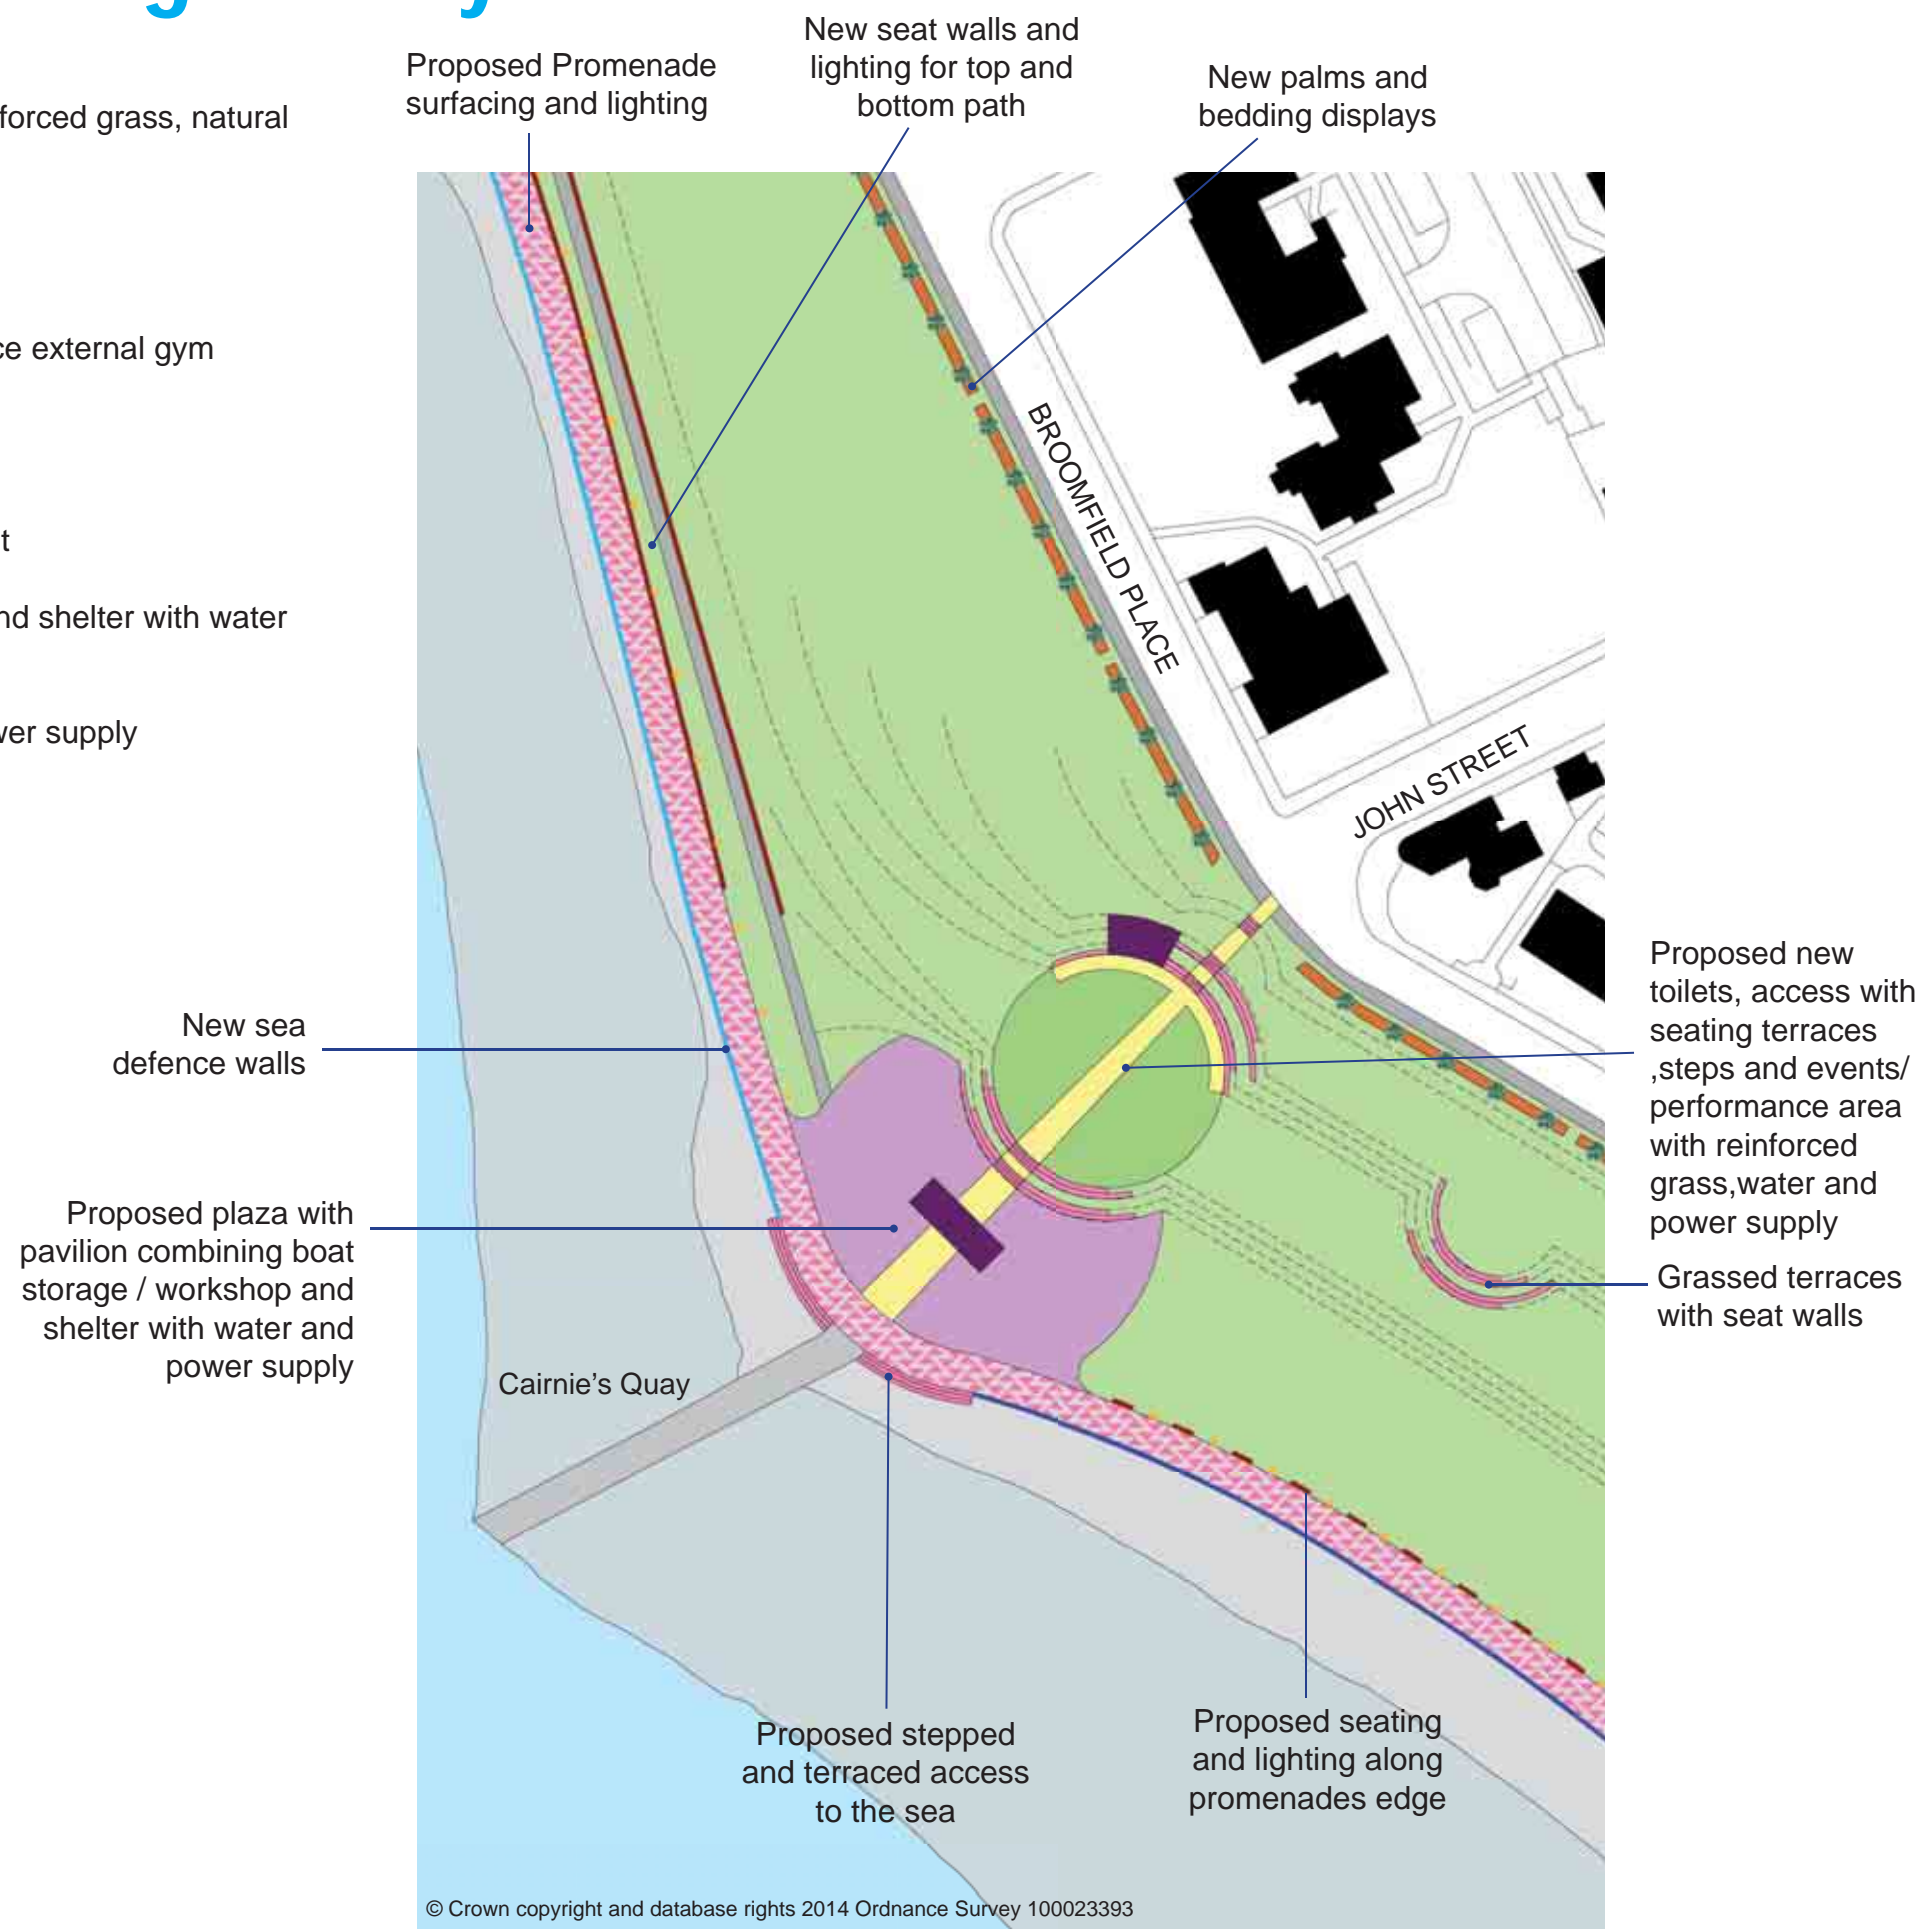 Proposed Promenade
surfacing and lighting
New seat walls and
lighting for top and
bottom path
New palms and
bedding displays
forced grass, natural
ce external gym
t
nd shelter with water
wer supply
BROOMFIELD PLACE
JOHN STREET
New sea
defence walls
Proposed plaza with
pavilion combining boat
storage / workshop and
shelter with water and
power supply
Cairnie's Quay
Proposed new
toilets, access with
seating terraces
,steps and events/
performance area
with reinforced
grass,water and
power supply
Grassed terraces
with seat walls
Proposed stepped
and terraced access
to the sea
Proposed seating
and lighting along
promenades edge
© Crown copyright and database rights 2014 Ordnance Survey 100023393